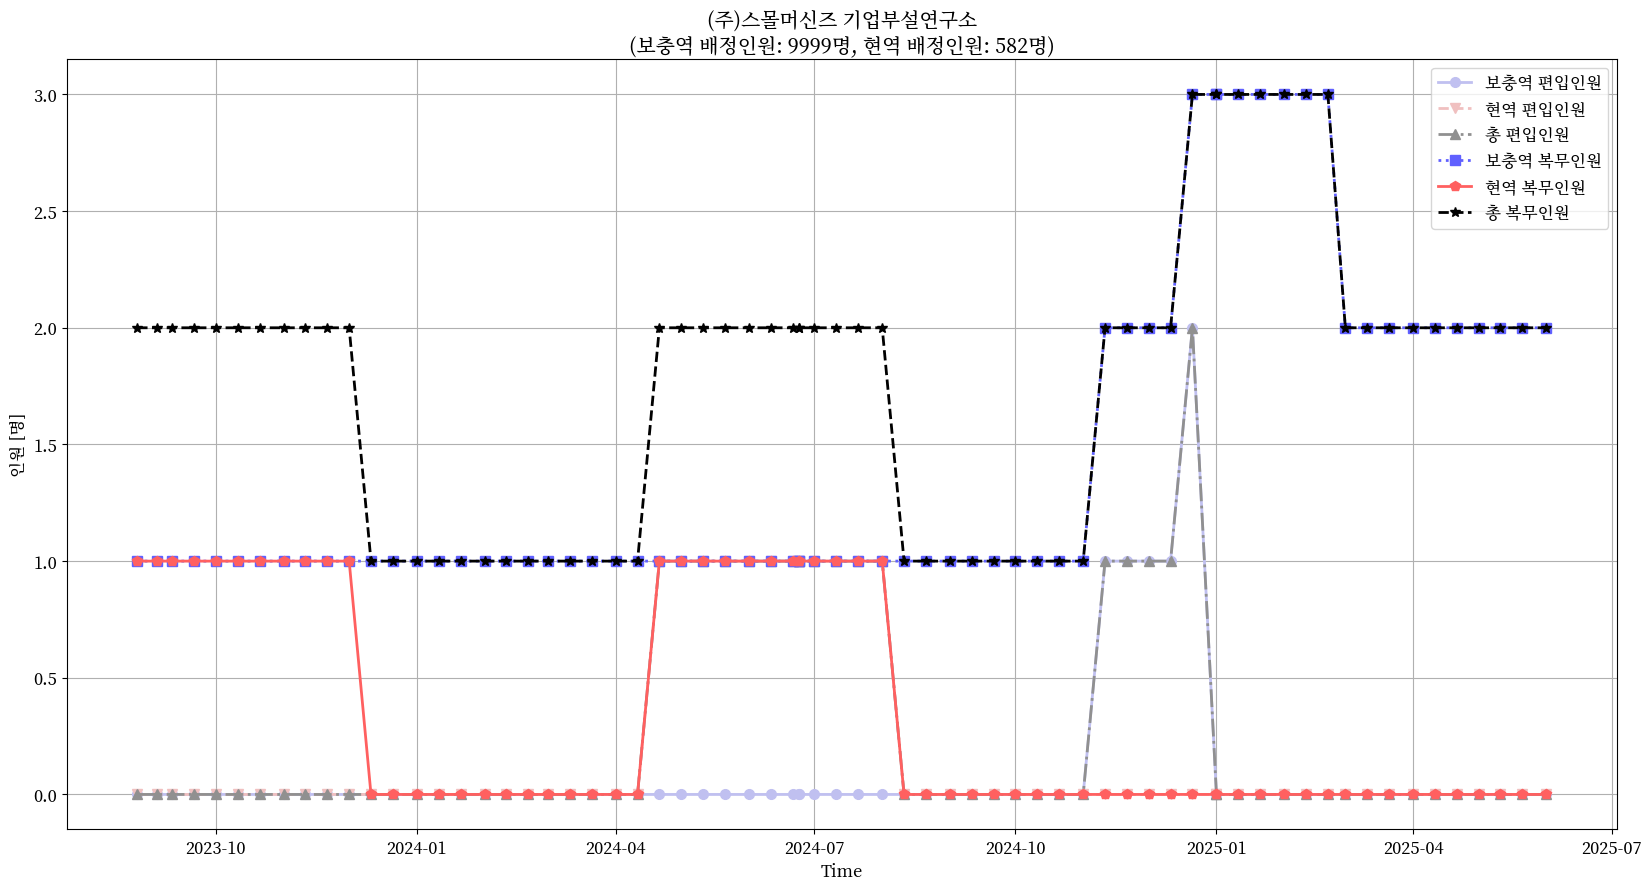 (주)스몰머신즈 기업부설연구소
(보충역 배정인원: 9999명, 현역 배정인원: 582명)
보충역 편입인원
현역 편입인원
총 편입인원
보충역 복무인원
현역 복무인원
총 복무인원
인원 [명]
3.0
2.5
2.0
1.5
1.0
0.5
0.0
2023-10
2024-01
2024-04
2024-07
2024-10
2025-01
2025-04
2025-07
Time